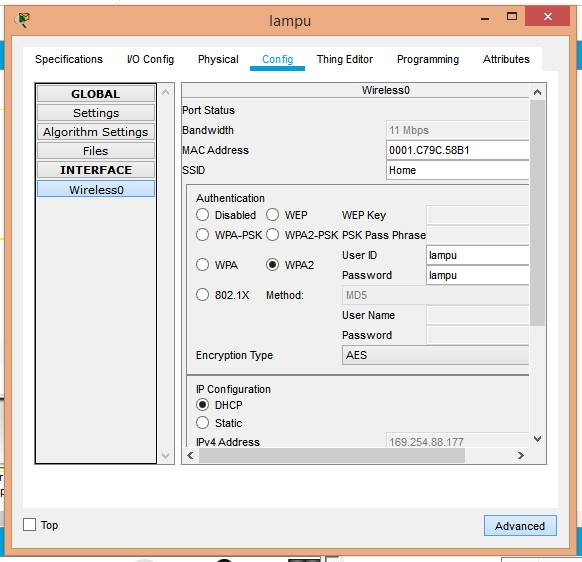 lampu
Specifications I/O Config Physical Config Thing Editor Programming Attributes
GLOBAL
Settings
Algorithm Settings
Files
INTERFACE
Wireless0
Wireless0
Port Status
Bandwidth 11 Mbps
MAC Address 0001.C79C.58B1
SSID Home
Authentication
Disabled WEP WEP Key
WPA-PSK WPA2-PSK PSK Pass Phrase
User ID lampu
WPA WPA2
Password lampu
802.1X Method: MD5
User Name
Password
Encryption Type AES
IP Configuration
DHCP
Static
IPv4 Address 169.254.88.177
Top Advanced